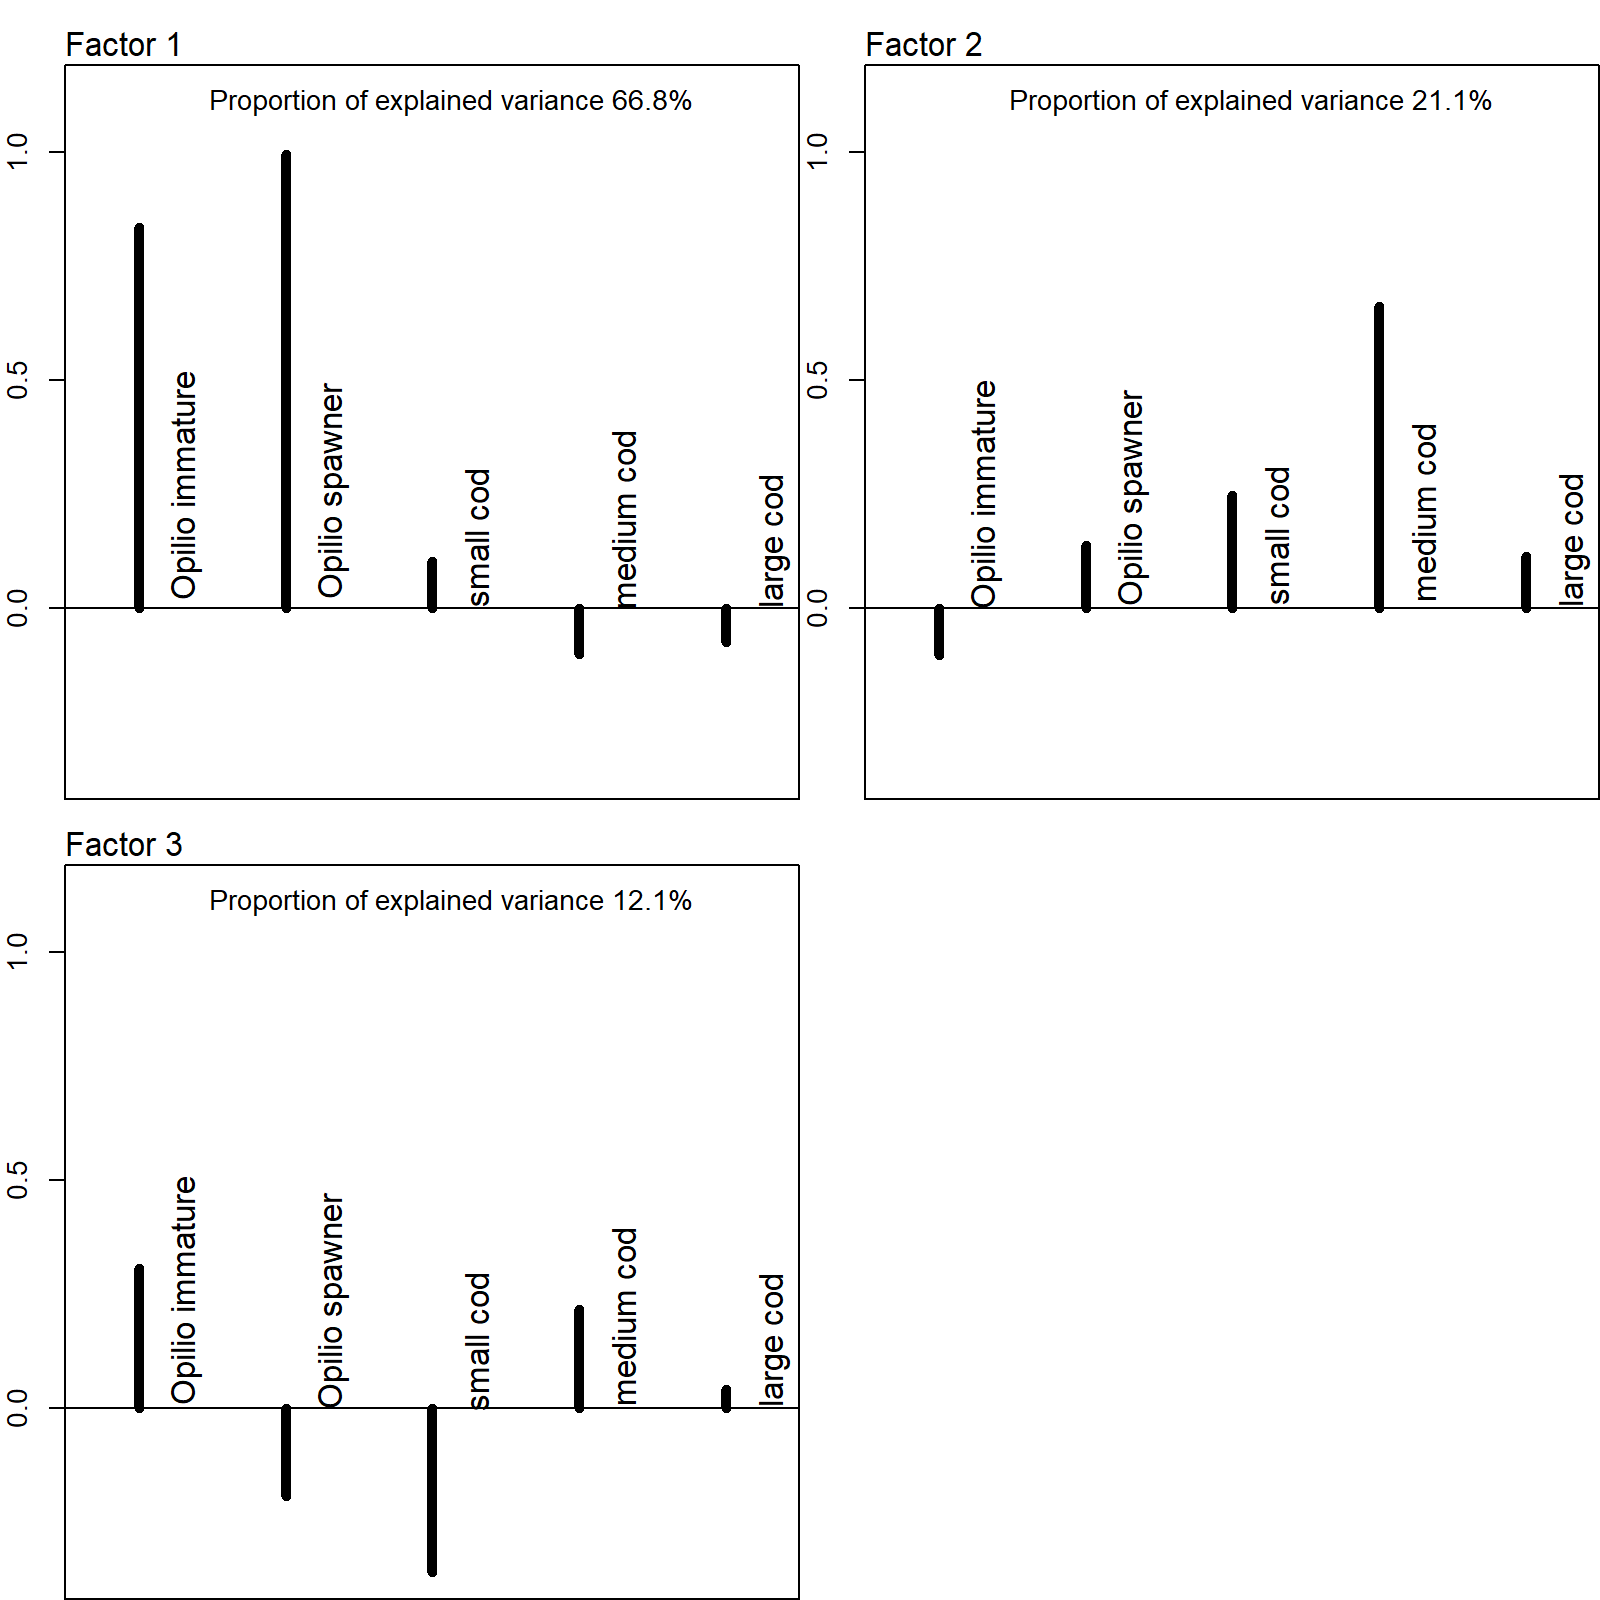 Factor 1
Proportion of explained variance 66.8%
1.0
0.5
0.0
Opilio immature
Opilio spawner
small cod
medium cod
large cod
Factor 2
Proportion of explained variance 21.1%
1.0
0.5
0.0
Opilio immature
Opilio spawner
small cod
medium cod
large cod
Factor 3
Proportion of explained variance 12.1%
1.0
0.5
0.0
Opilio immature
Opilio spawner
small cod
medium cod
large cod